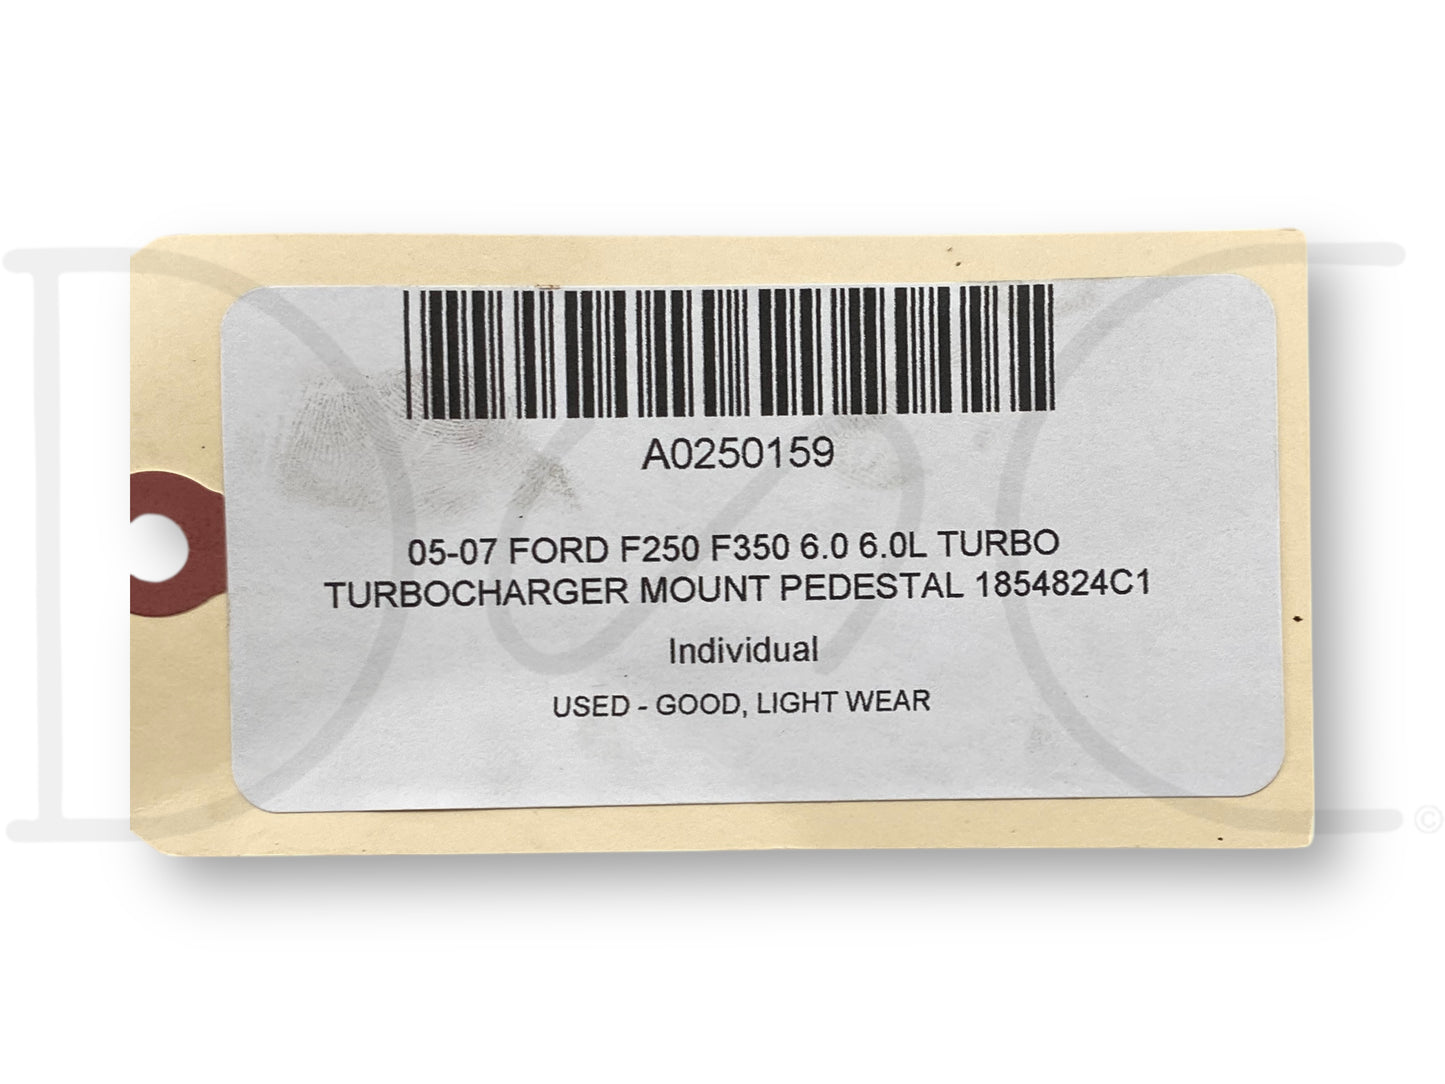 A0250159
05-07 FORD F250 F350 6.0 6.0L TURBO
TURBOCHARGER MOUNT PEDESTAL 1854824C1
Individual
USED - GOOD, LIGHT WEAR
©